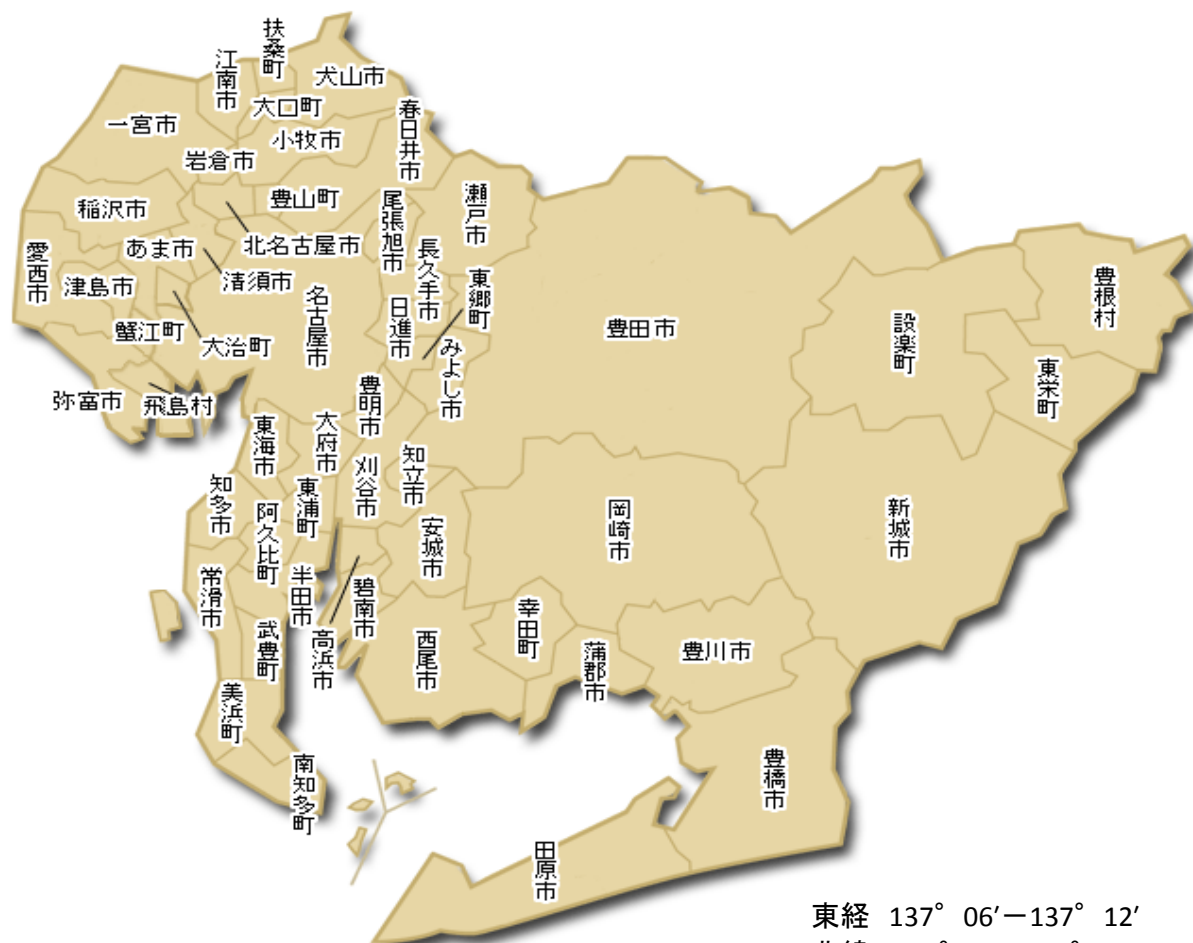 扶桑町
江南市
犬山市
大口町
春日井市
一宮市
小牧市
岩倉市
瀬戸市
豊山町
尾張旭市
稲沢市
北名古屋市
あま市
長久手市
愛西市
清須市
東郷町
豊根村
津島市
名古屋市
日進市
豊田市
設楽町
蟹江町
大治町
みよし市
東栄町
豊明市
弥富市
飛島村
東海市
大府市
刈谷市
知立市
知多市
東浦町
阿久比町
岡崎市
新城市
安城市
常滑市
半田市
碧南市
高浜市
武豊町
西尾市
幸田町
蒲郡市
豊川市
美浜町
南知多町
豊橋市
田原市
東経 137° 06′－137° 12′